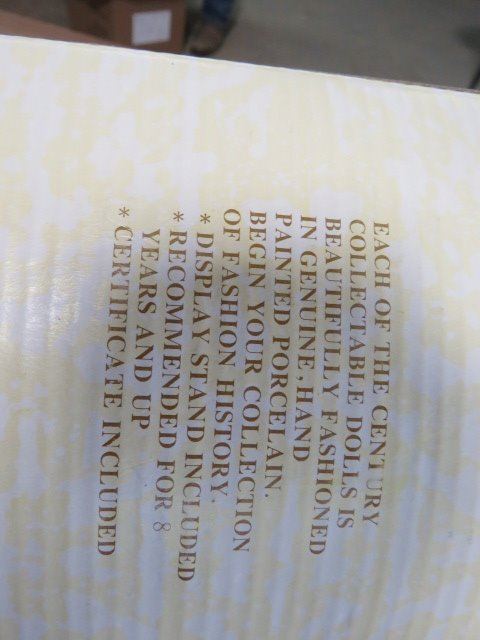 EACH OF THE CENTURY
COLLECTABLE DOLLS IS
BEAUTIFULLY FASHIONED
IN GENUINE, HAND
PAINTED PORCELAIN.
BEGIN YOUR COLLECTION
OF FASHION HISTORY.
* DISPLAY STAND INCLUDED
* RECOMMENDED FOR 8
YEARS AND UP
* CERTIFICATE INCLUDED